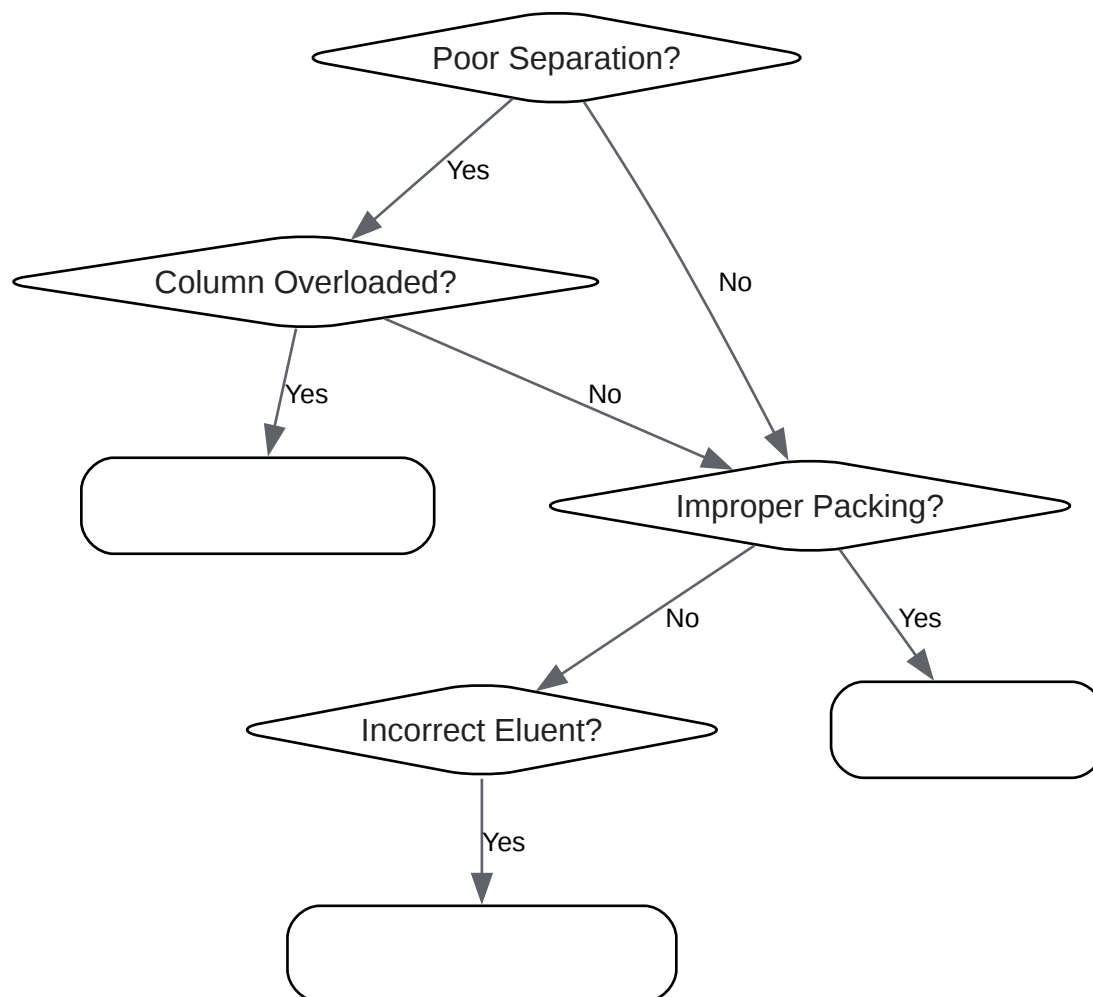 Poor Separation?
Yes
Column Overloaded?
No
Yes
No
Improper Packing?
No
Yes
Incorrect Eluent?
Yes